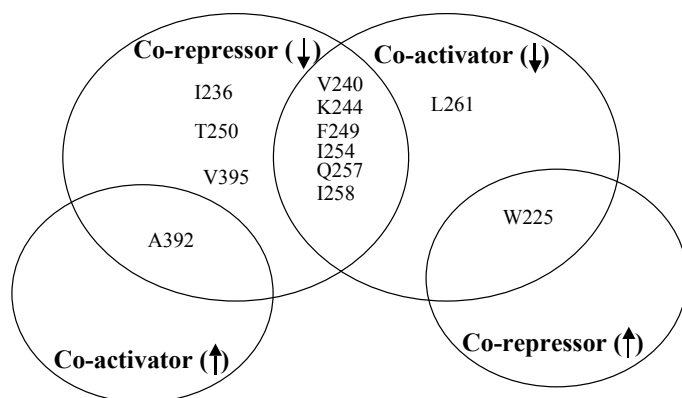 Co-repressor (↓)
Co-activator (↓)
I236
T250
V395
V240
K244
F249
I254
Q257
I258
L261
A392
W225
Co-activator (↑)
Co-repressor (↑)